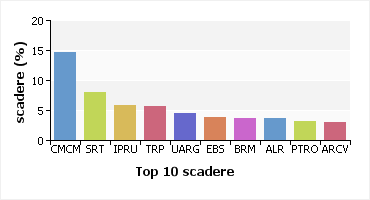 scadere (%)
20
15
10
5
0
CMCM SRT IPRU TRP UARG EBS BRM ALR PTRO ARCV
Top 10 scadere